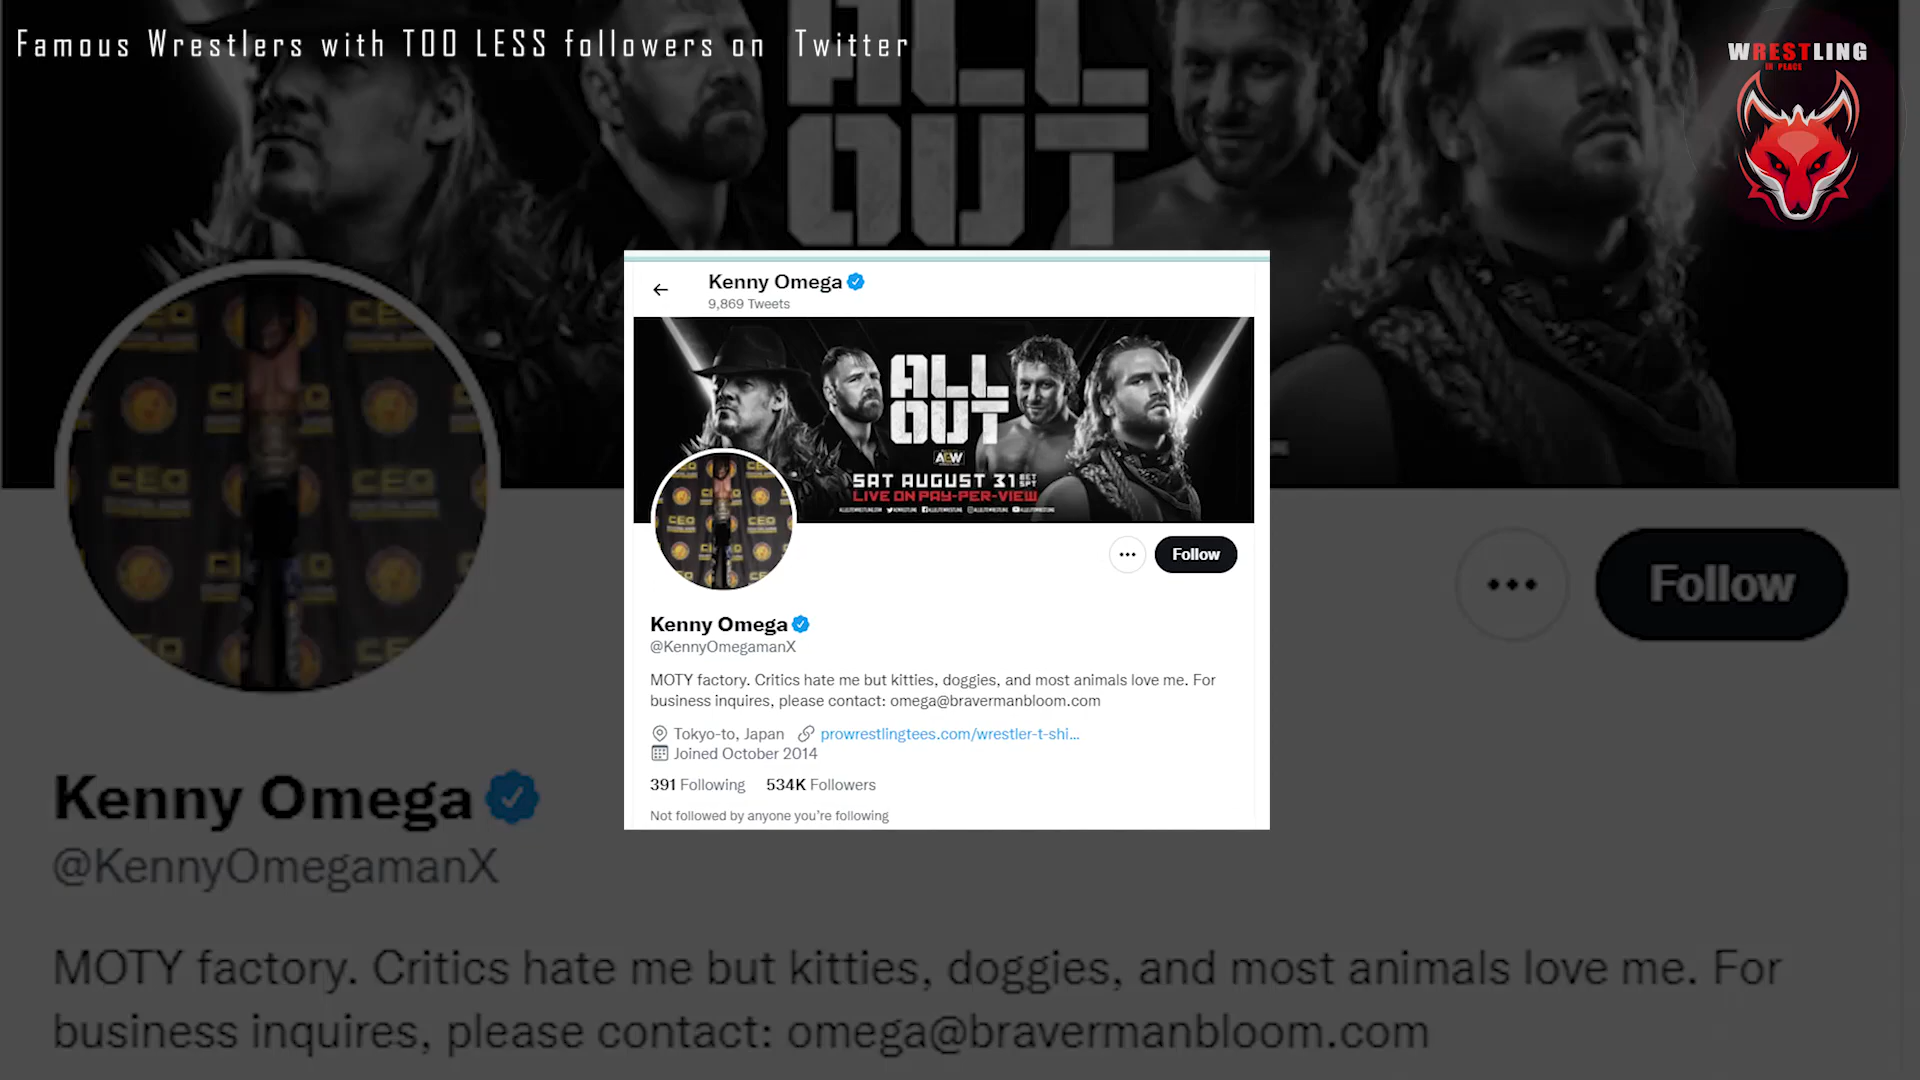 Famous Wrestlers with TOO LESS followers on Twitter
WRESTLING
IN PEACE
ALL
OUT
Kenny Omega
9,869 Tweets
ALL
OUT
AEW
SAT AUGUST 31
LIVE ON PAY-PER-VIEW
CEO
CEO
Follow
Kenny Omega
@KennyOmegamanX
MOTY factory. Critics hate me but kitties, doggies, and most animals love me. For
business inquires, please contact: omega@bravermanbloom.com
Tokyo-to, Japan prowrestlingtees.com/wrestler-t-shi...
Joined October 2014
391 Following 534K Followers
Not followed by anyone you're following
Follow
Kenny Omega
@KennyOmegamanX
MOTY factory. Critics hate me but kitties, doggies, and most animals love me. For
business inquires, please contact: omega@bravermanbloom.com